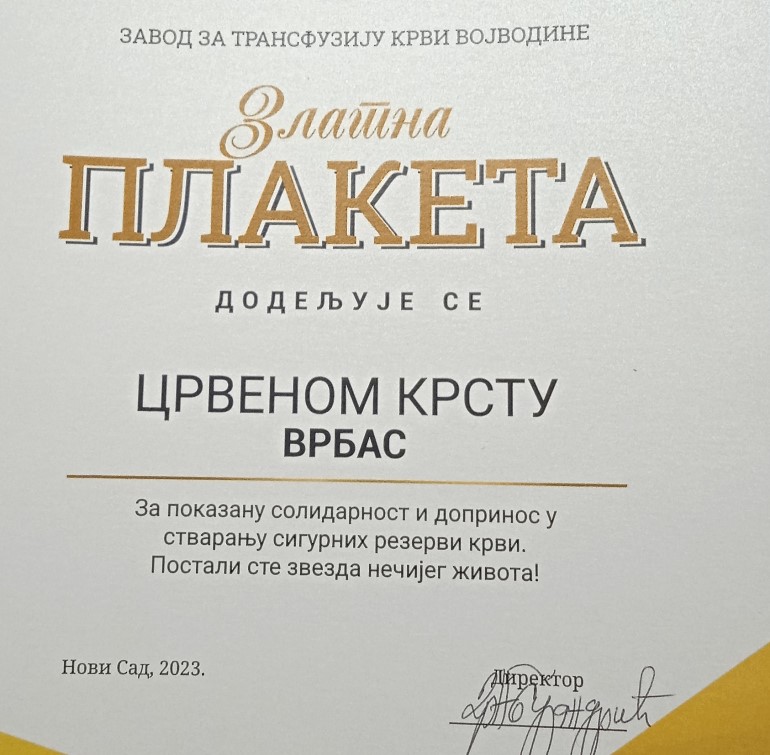 ЗАВОД ЗА ТРАНСФУЗИЈУ КРВИ ВОЈВОДИНЕ
Златна
ПЛАКЕТА
ДОДЕЉУЈЕ СЕ
ЦРВЕНОМ КРСТУ
ВРБАС
За показану солидарност и допринос у
стварању сигурних резерви крви.
Постали сте звезда нечијег живота!
Нови Сад, 2023.
Директор